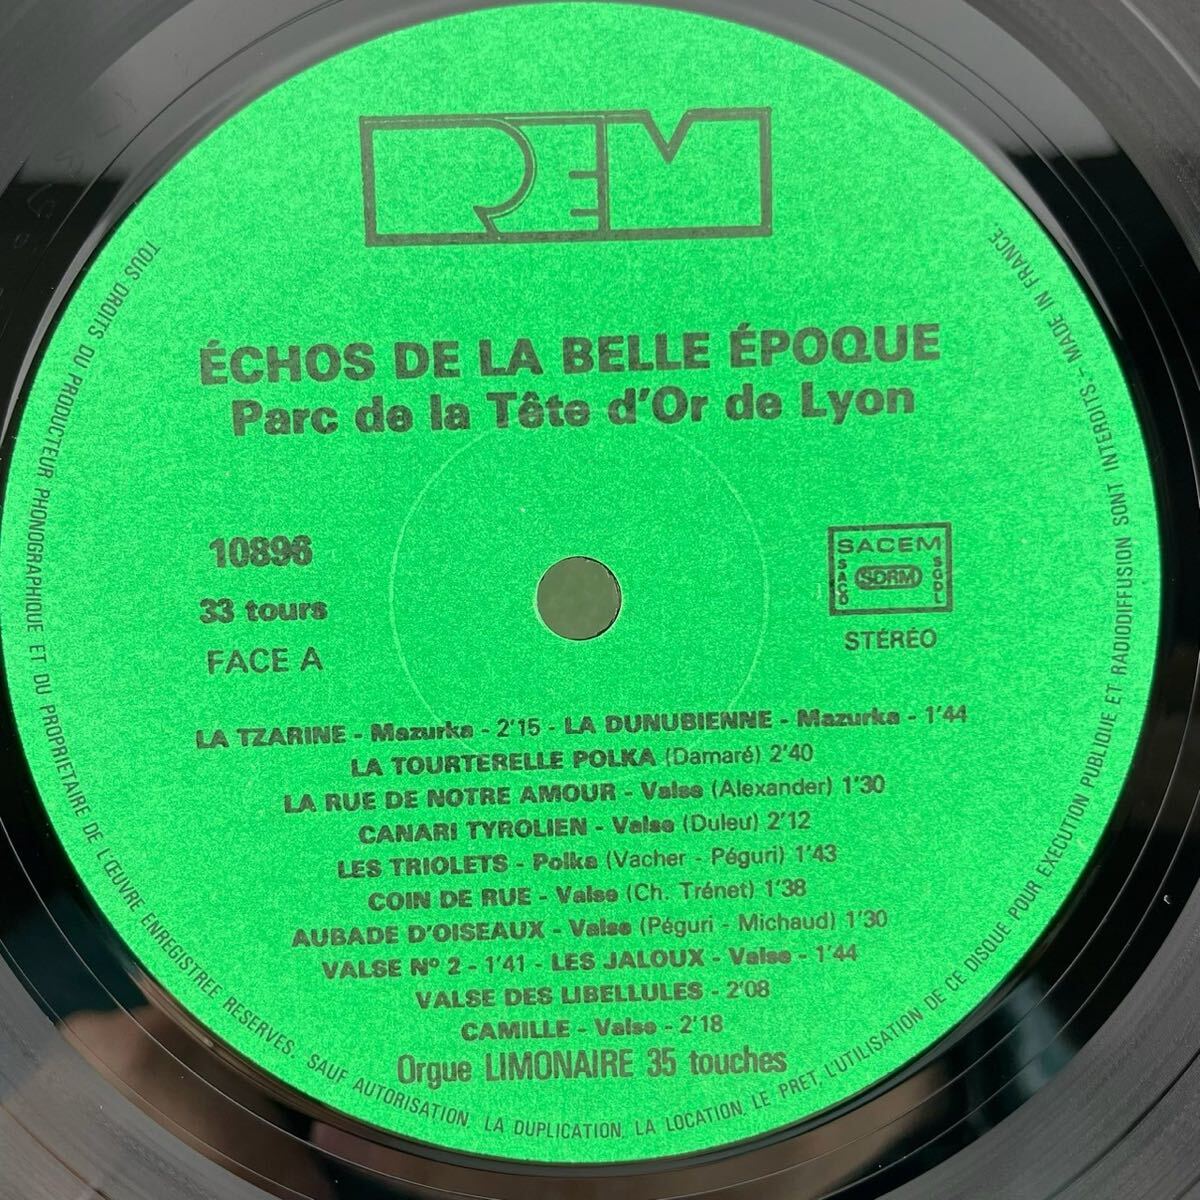 REM
ÉCHOS DE LA BELLE ÉPOQUE
Parc de la Tête d'Or de Lyon
10896
33 tours
FACE A
SACEM
SACD
SDRM
SGDL
STÉRÉO
LA TZARINE - Mazurka - 2'15 - LA DUNUBIENNE - Mazurka - 1'44
LA TOURTERELLE POLKA (Damaré) 2'40
LA RUE DE NOTRE AMOUR - Valse (Alexander) 1'30
CANARI TYROLIEN - Valse (Duleu) 2'12
LES TRIOLETS - Polka (Vacher - Péguri) 1'43
COIN DE RUE - Valse (Ch. Trénet) 1'38
AUBADE D'OISEAUX - Valse (Péguri - Michaud) 1'30
VALSE Nº 2 - 1'41 - LES JALOUX - Valse - 1'44
VALSE DES LIBELLULES - 2'08
CAMILLE - Valse - 2'18
Orgue LIMONAIRE 35 touches
TOUS DROITS DU PRODUCTEUR PHONOGRAPHIQUE ET DU PROPRIETAIRE DE L'ŒUVRE ENREGISTREE RESERVES. SAUF AUTORISATION, LA DUPLICATION, LA LOCATION, LE PRET, L'UTILISATION DE CE DISQUE POUR EXECUTION PUBLIQUE ET RADIODIFFUSION SONT INTERDITS - MADE IN FRANCE